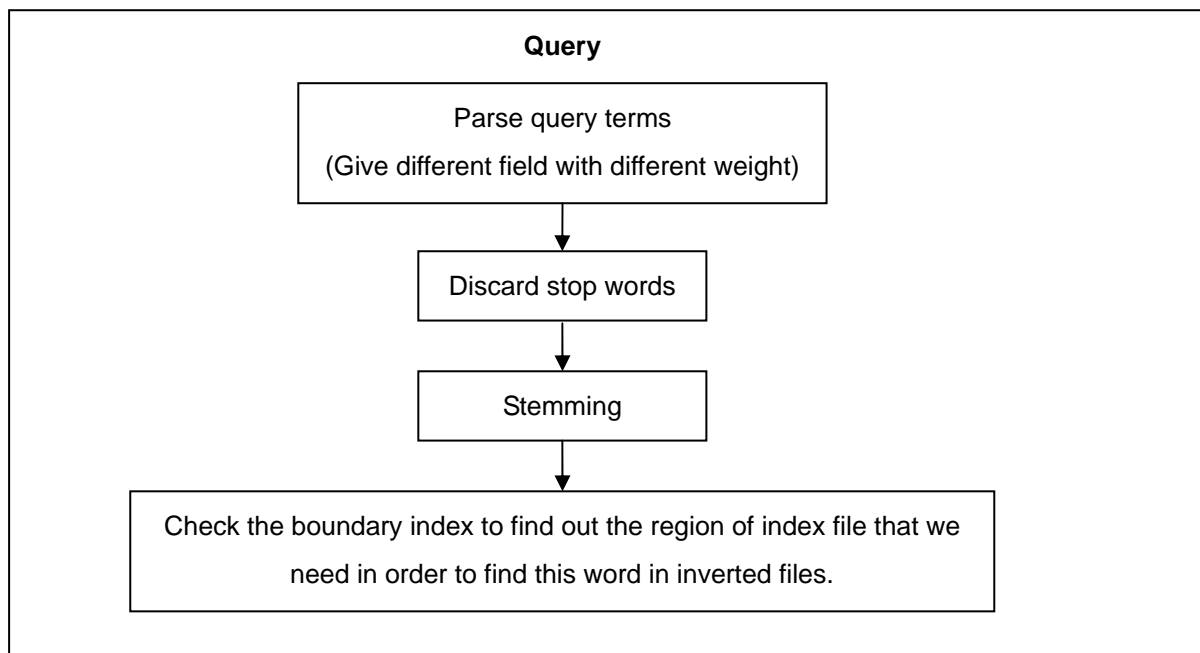 Query
Parse query terms
(Give different field with different weight)
Discard stop words
Stemming
Check the boundary index to find out the region of index file that we
need in order to find this word in inverted files.